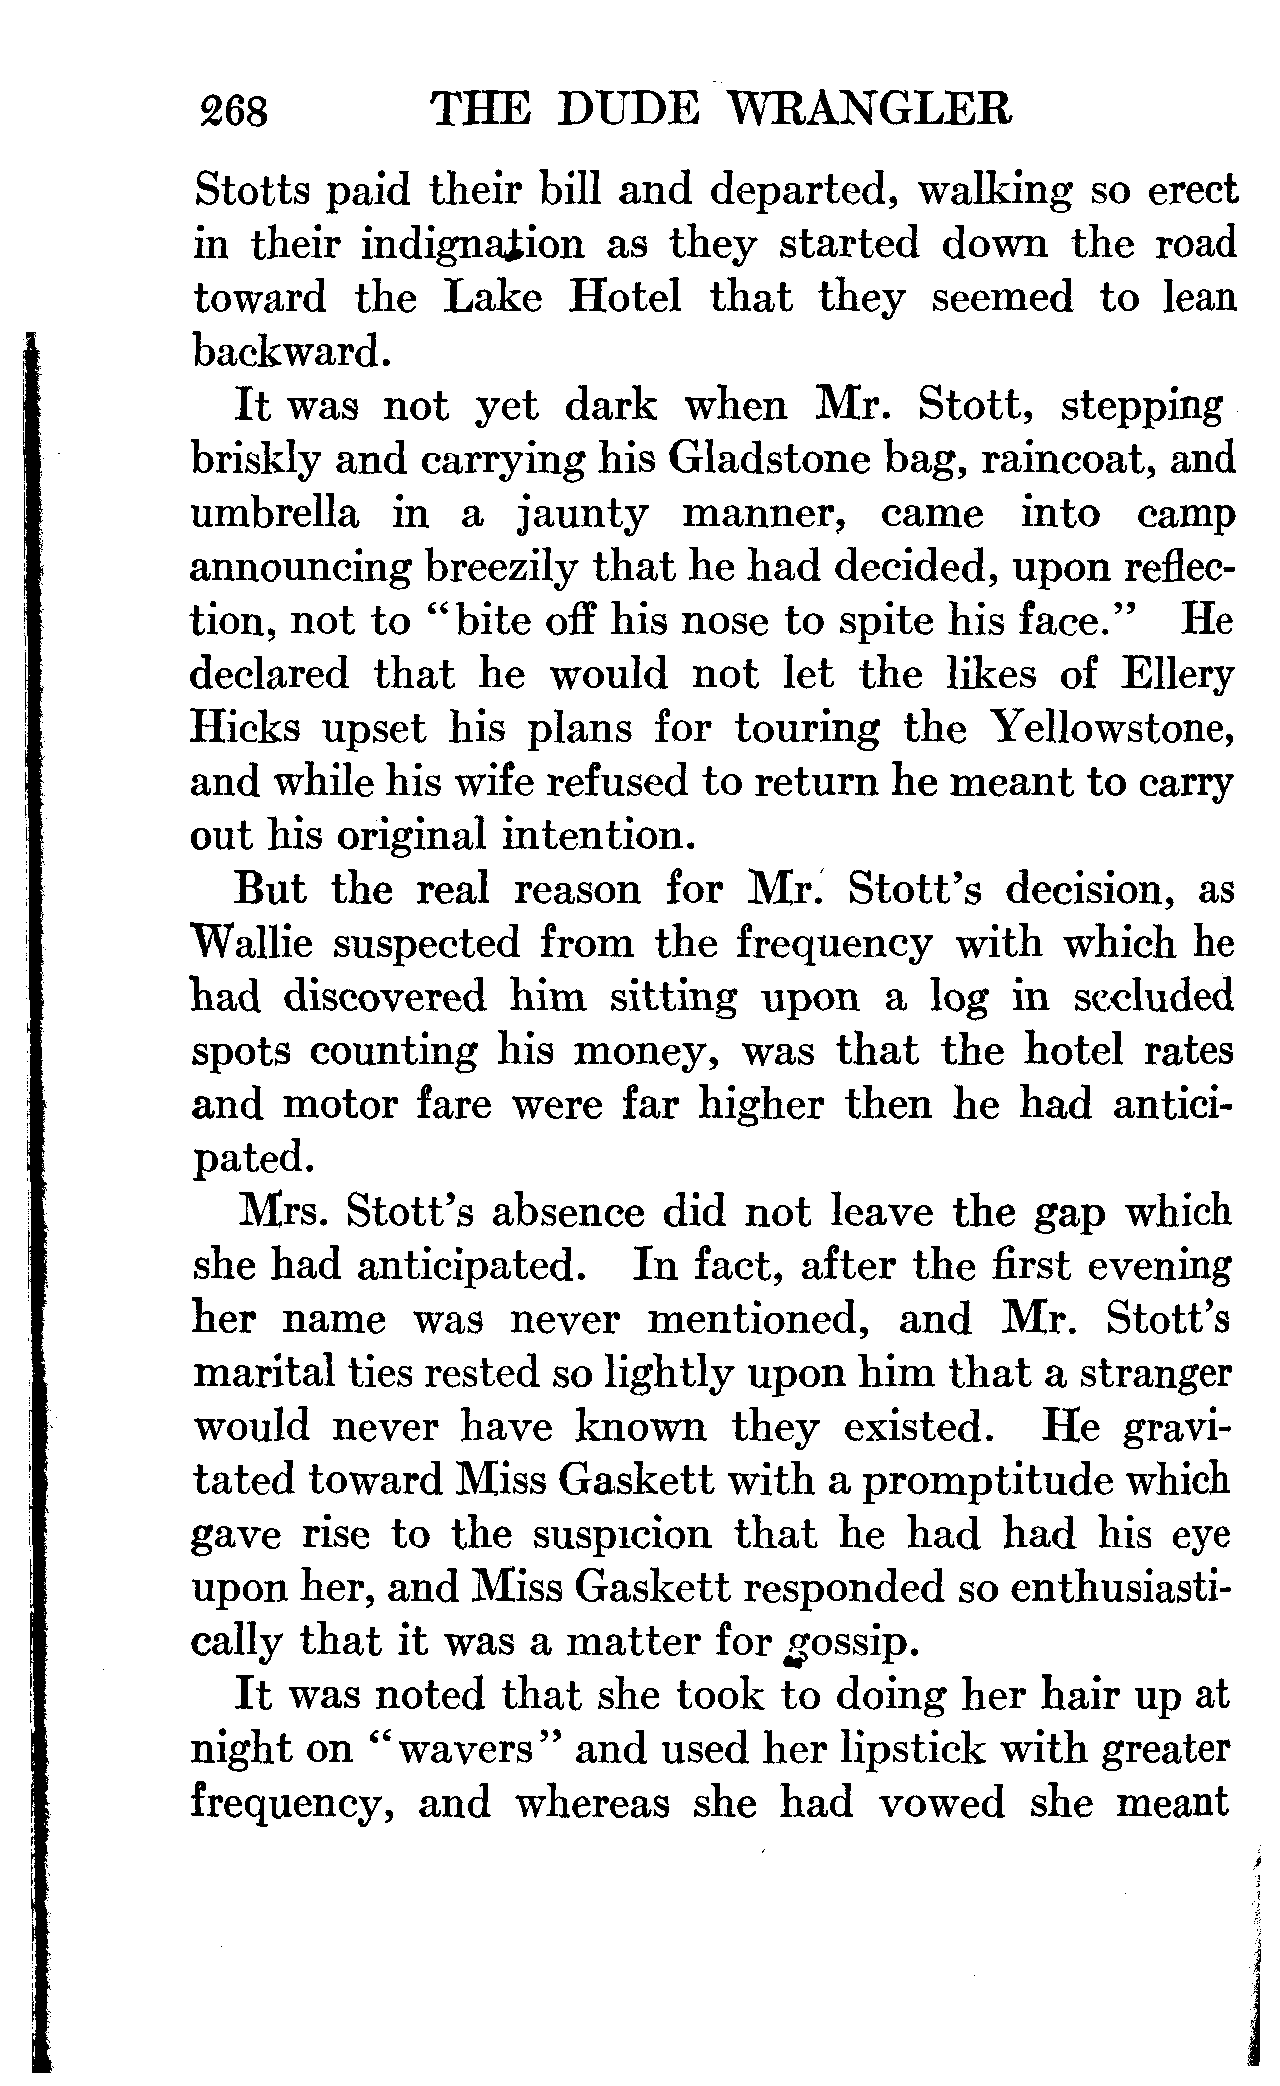 268 THE DUDE WRANGLER
Stotts paid their bill and departed, walking so erect
in their indignation as they started down the road
toward the Lake Hotel that they seemed to lean
backward.
It was not yet dark when Mr. Stott, stepping
briskly and carrying his Gladstone bag, raincoat, and
umbrella in a jaunty manner, came into camp
announcing breezily that he had decided, upon reflec-
tion, not to “bite off his nose to spite his face.” He
declared that he would not let the likes of Ellery
Hicks upset his plans for touring the Yellowstone,
and while his wife refused to return he meant to carry
out his original intention.
But the real reason for Mr. Stott’s decision, as
Wallie suspected from the frequency with which he
had discovered him sitting upon a log in secluded
spots counting his money, was that the hotel rates
and motor fare were far higher then he had antici-
pated.
Mrs. Stott’s absence did not leave the gap which
she had anticipated. In fact, after the first evening
her name was never mentioned, and Mr. Stott’s
marital ties rested so lightly upon him that a stranger
would never have known they existed. He gravi-
tated toward Miss Gaskett with a promptitude which
gave rise to the suspicion that he had had his eye
upon her, and Miss Gaskett responded so enthusiasti-
cally that it was a matter for gossip.
It was noted that she took to doing her hair up at
night on “wavers” and used her lipstick with greater
frequency, and whereas she had vowed she meant